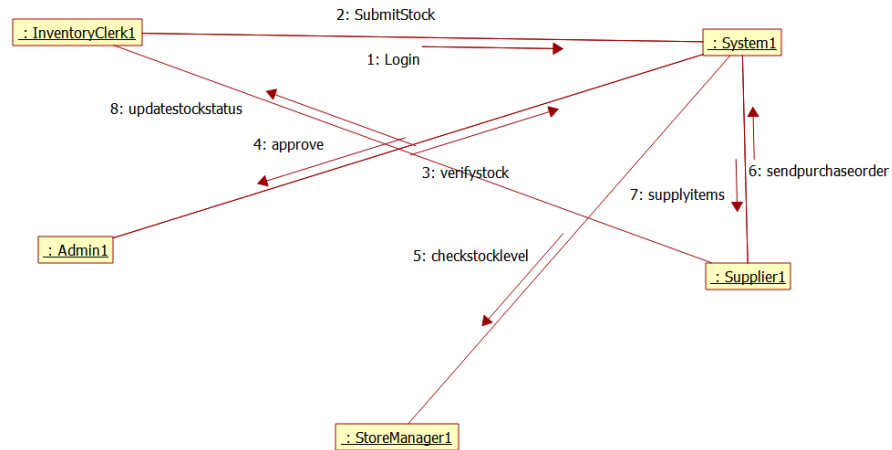 2: SubmitStock
: InventoryClerk1
: System1
1: Login
8: updatestockstatus
4: approve
3: verifystock
6: sendpurchaseorder
7: supplyitems
: Admin1
5: checkstocklevel
: Supplier1
: StoreManager1